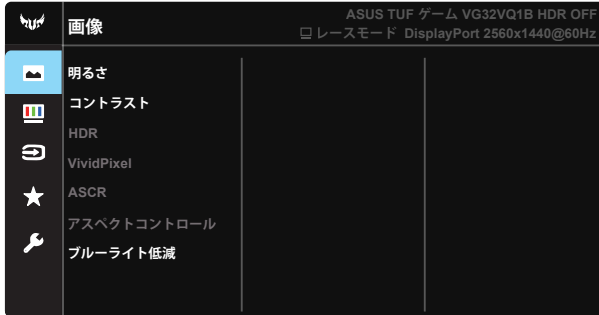 画像
ASUS TUF ゲーム VG32VQ1B HDR OFF
レースモード DisplayPort 2560x1440@60Hz
明るさ
コントラスト
HDR
VividPixel
ASCR
アスペクトコントロール
ブルーライト低減